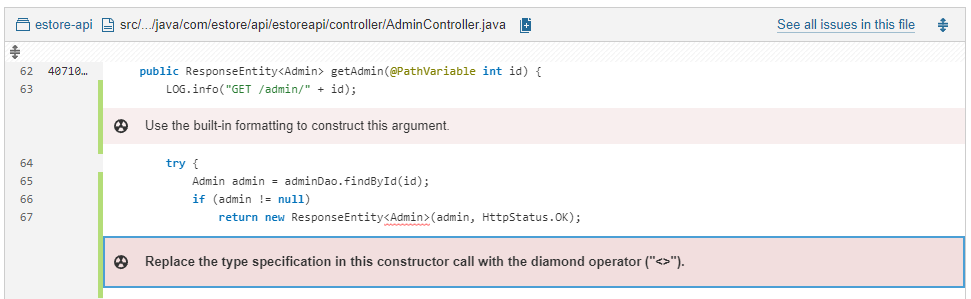 estore-api src/.../java/com/estore/api/estoreapi/controller/AdminController.java See all issues in this file
62 40710… public ResponseEntity<Admin> getAdmin(@PathVariable int id) {
63 LOG.info("GET /admin/" + id);
Use the built-in formatting to construct this argument.
64 try {
65 Admin admin = adminDao.findById(id);
66 if (admin != null)
67 return new ResponseEntity<Admin>(admin, HttpStatus.OK);
Replace the type specification in this constructor call with the diamond operator ("<>").